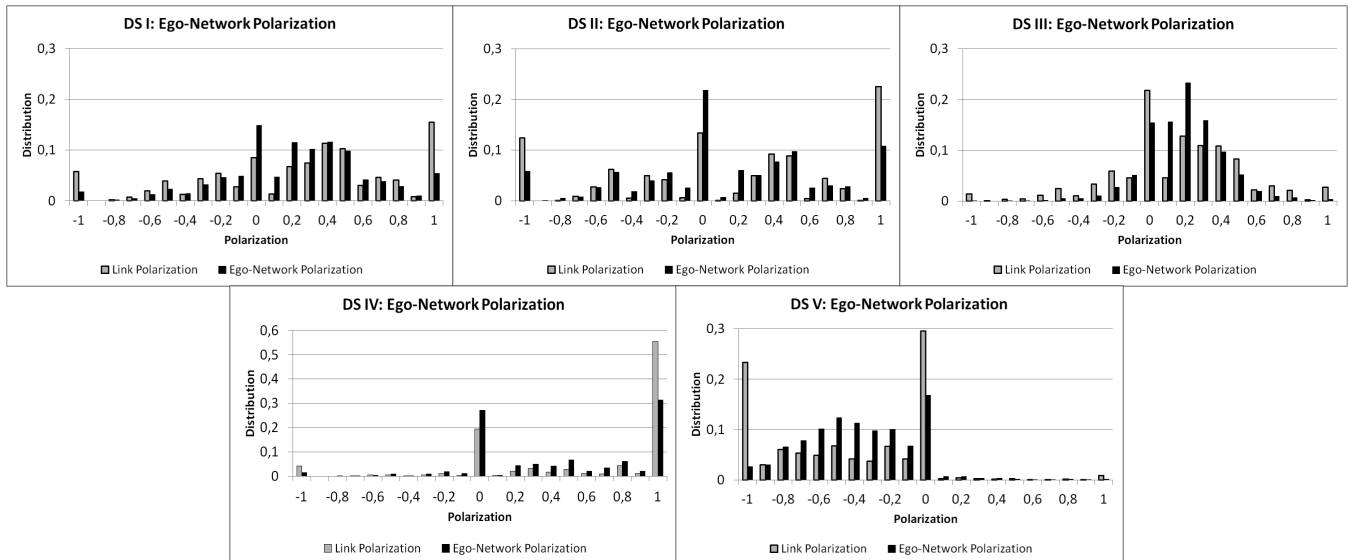 DS I: Ego-Network Polarization
0,3
0,2
0,1
0
Distribution
-1 -0,8 -0,6 -0,4 -0,2 0 0,2 0,4 0,6 0,8 1
Polarization
Link Polarization Ego-Network Polarization
DS II: Ego-Network Polarization
0,3
0,2
0,1
0
Distribution
-1 -0,8 -0,6 -0,4 -0,2 0 0,2 0,4 0,6 0,8 1
Polarization
Link Polarization Ego-Network Polarization
DS III: Ego-Network Polarization
0,3
0,2
0,1
0
Distribution
-1 -0,8 -0,6 -0,4 -0,2 0 0,2 0,4 0,6 0,8 1
Polarization
Link Polarization Ego-Network Polarization
DS IV: Ego-Network Polarization
0,6
0,5
0,4
0,3
0,2
0,1
0
Distribution
-1 -0,8 -0,6 -0,4 -0,2 0 0,2 0,4 0,6 0,8 1
Polarization
Link Polarization Ego-Network Polarization
DS V: Ego-Network Polarization
0,3
0,2
0,1
0
Distribution
-1 -0,8 -0,6 -0,4 -0,2 0 0,2 0,4 0,6 0,8 1
Polarization
Link Polarization Ego-Network Polarization